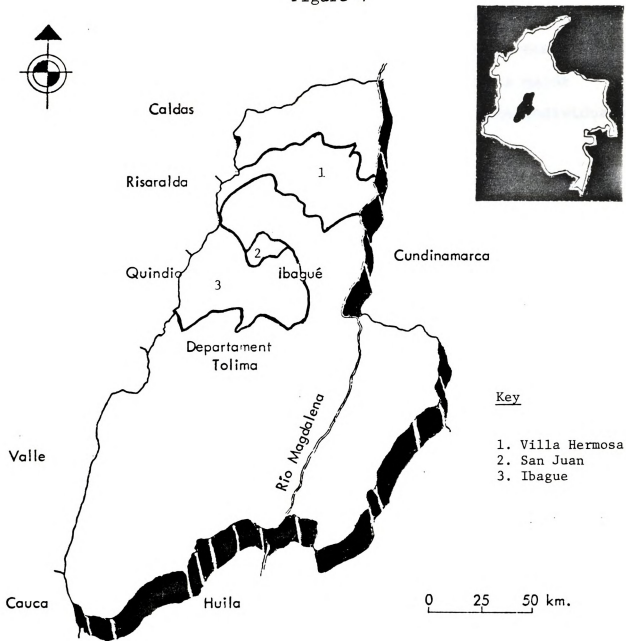 Caldas
1
Risaralda
Cundinamarca
2
Quindio
ibagué
3
Departament
Tolima
Key
Río Magdalena
1. Villa Hermosa
Valle
2. San Juan
3. Ibague
Cauca
Huila
0 25 50 km.